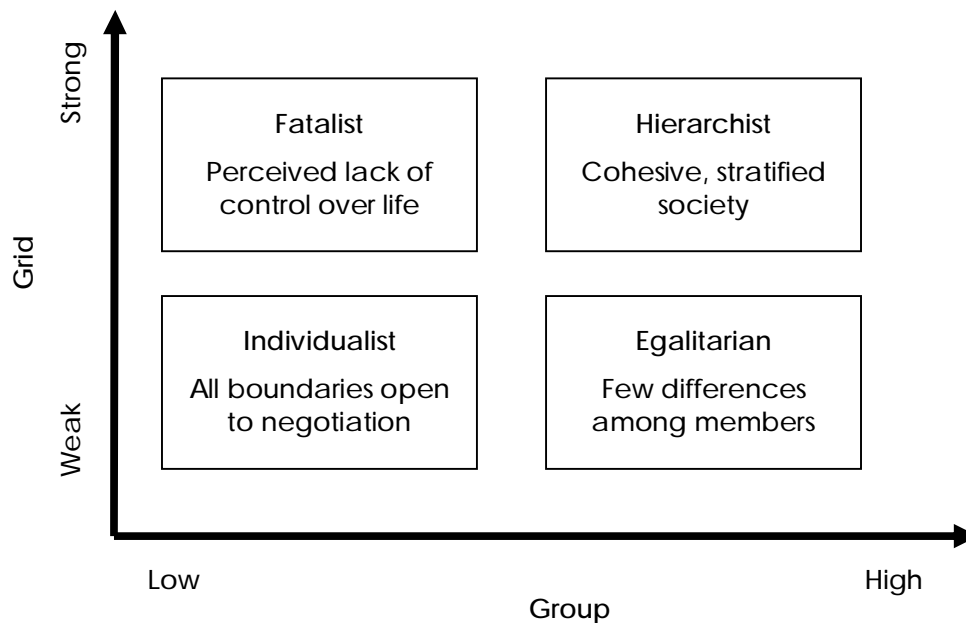 Strong
Grid
Weak
Fatalist
Perceived lack of
control over life
Hierarchist
Cohesive, stratified
society
Individualist
All boundaries open
to negotiation
Egalitarian
Few differences
among members
Low
High
Group